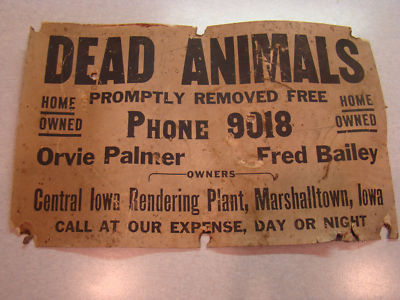 DEAD ANIMALS
PROMPTLY REMOVED FREE
HOME OWNED
HOME OWNED
PHONE 9018
Orvie Palmer Fred Bailey
OWNERS
Central Iowa Rendering Plant, Marshalltown, Iowa
CALL AT OUR EXPENSE, DAY OR NIGHT